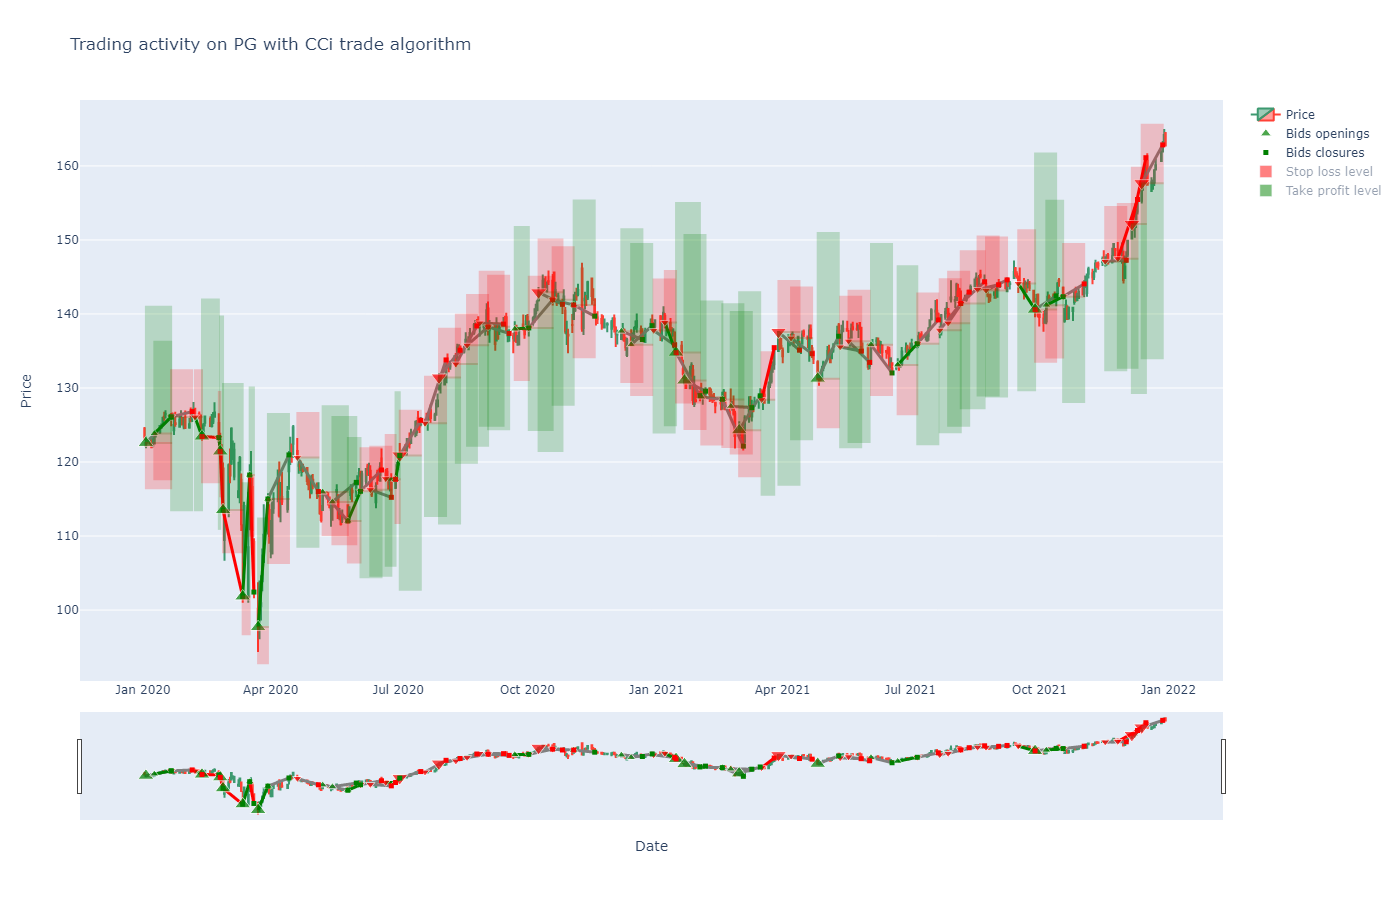 Trading activity on PG with CCi trade algorithm
Price
Bids openings
Bids closures
Stop loss level
Take profit level
160
150
140
130
120
110
100
Price
Jan 2020
Apr 2020
Jul 2020
Oct 2020
Jan 2021
Apr 2021
Jul 2021
Oct 2021
Jan 2022
Date